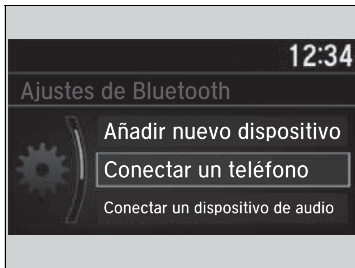 12:34
Ajustes de Bluetooth
Añadir nuevo dispositivo
Conectar un teléfono
Conectar un dispositivo de audio